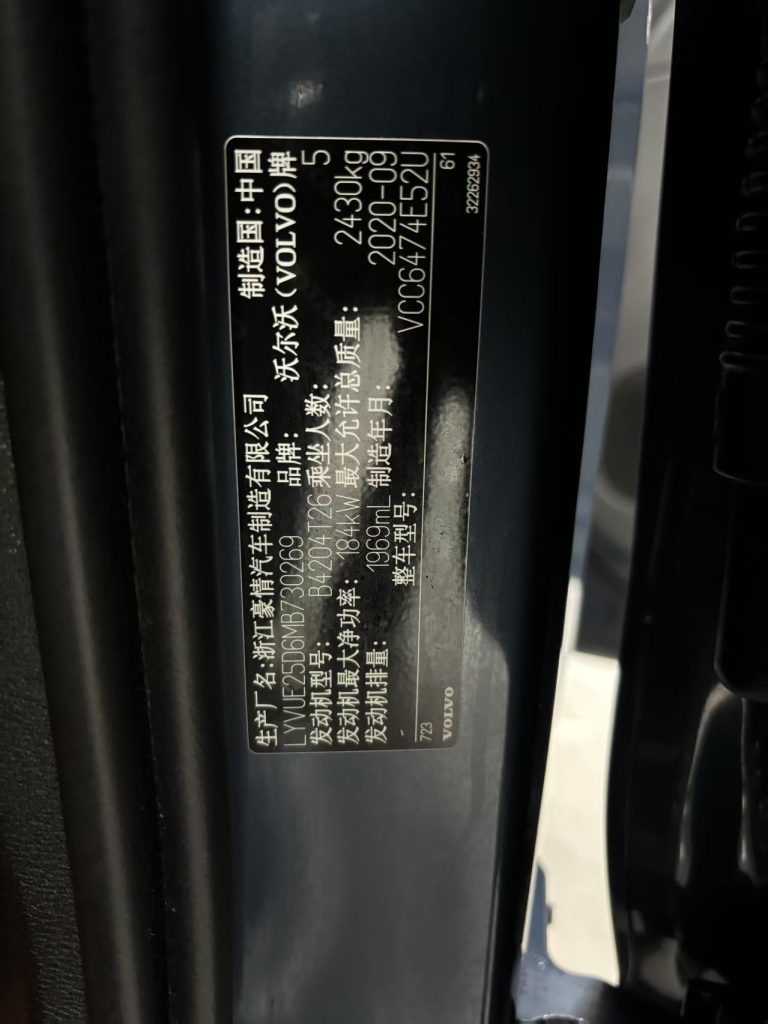 生产厂名:浙江豪情汽车制造有限公司 制造国:中国
LYVUE25D6MB730269 品牌: 沃尔沃(VOLVO)牌
发动机型号: B4204T26 乘坐人数: 5
发动机最大净功率: 184kW 最大允许总质量: 2430kg
发动机排量: 1969mL 制造年月: 2020-09
整车型号: VCC6474E52U
723 61
VOLVO 32262934